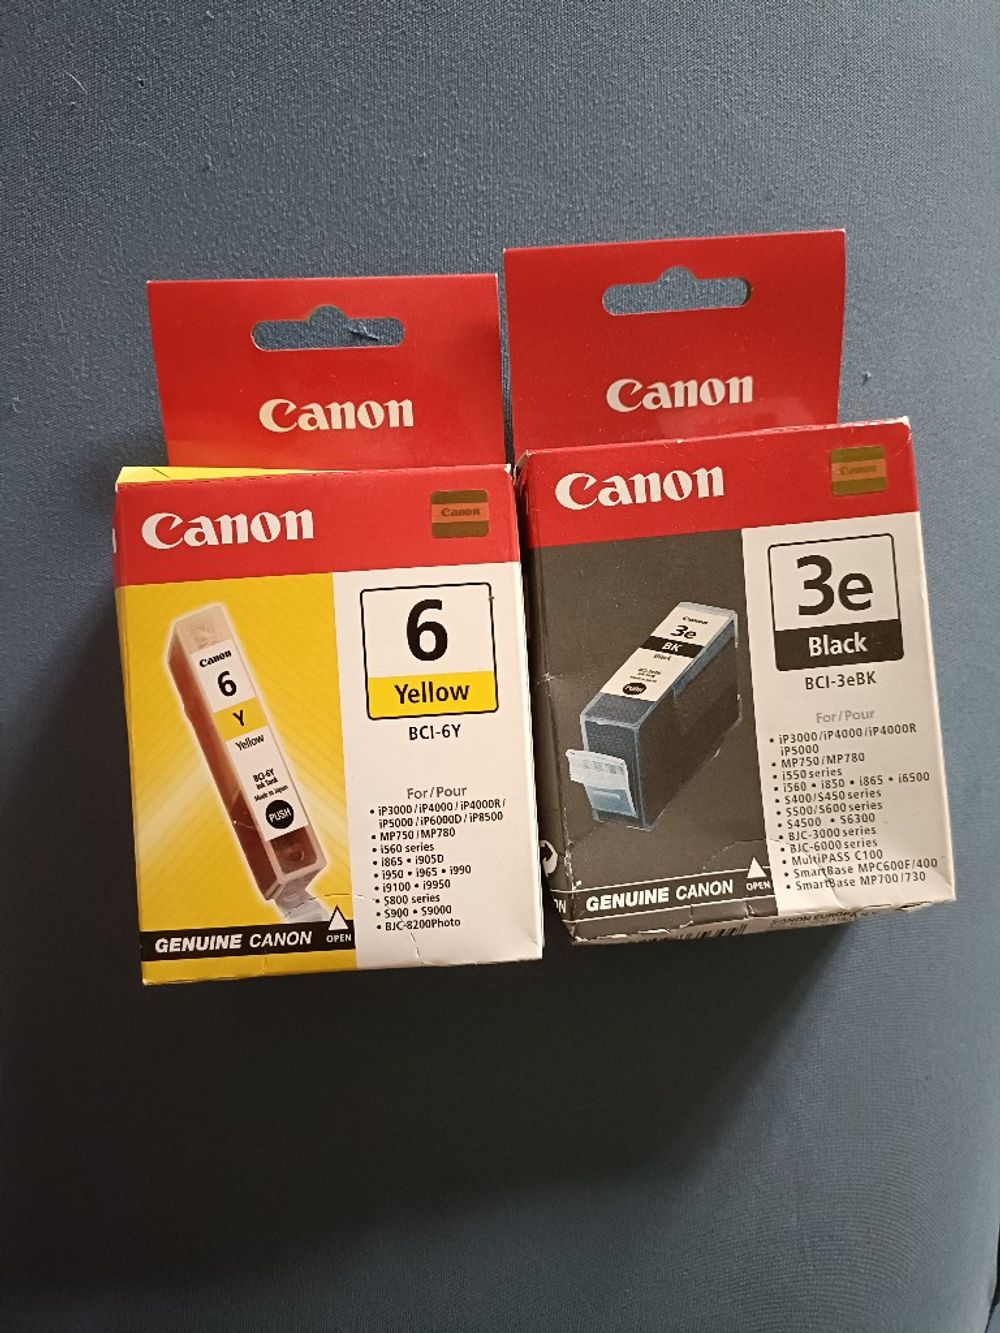 Canon
Canon
Canon
6
Yellow
BCI-6Y
Canon
6
Y
Yellow
BCI-6Y
Ink Tank
Made in Japan
PUSH
For/Pour
• iP3000/iP4000/iP4000R/
iP5000/iP6000D/iP8500
• MP750/MP780
• i560 series
• i865 • i905D
• i950 • i965 • i990
• i9100 • i9950
• S800 series
• S900 • S9000
• BJC-8200Photo
GENUINE CANON
OPEN
Canon
Canon
Canon
3e
Black
BCI-3eBK
Canon
3e
BK
Black
PUSH
For/Pour
• iP3000/iP4000/iP4000R
iP5000
• MP750/MP780
• i550 series
• i560 • i850 • i865 • i6500
• S400/S450 series
• S500/S600 series
• S4500 • S6300
• BJC-3000 series
• BJC-6000 series
• MultiPASS C100
• SmartBase MPC600F/400
• SmartBase MP700/730
ON
GENUINE CANON
OPEN